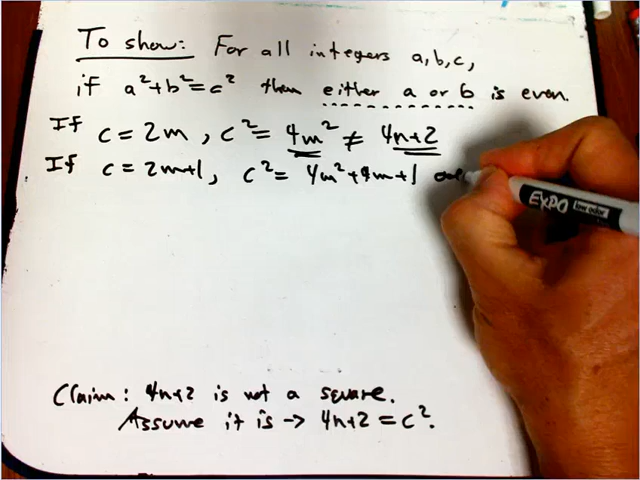 To show: For all integers a, b, c,
if a² + b² = c² then either a or b is even.
If c = 2m, c² = 4m² ≠ 4n+2
If c = 2m+1, c² = 4m² + 4m + 1
EXPO low odor
Claim: 4n+2 is not a square.
Assume it is → 4n+2 = c².